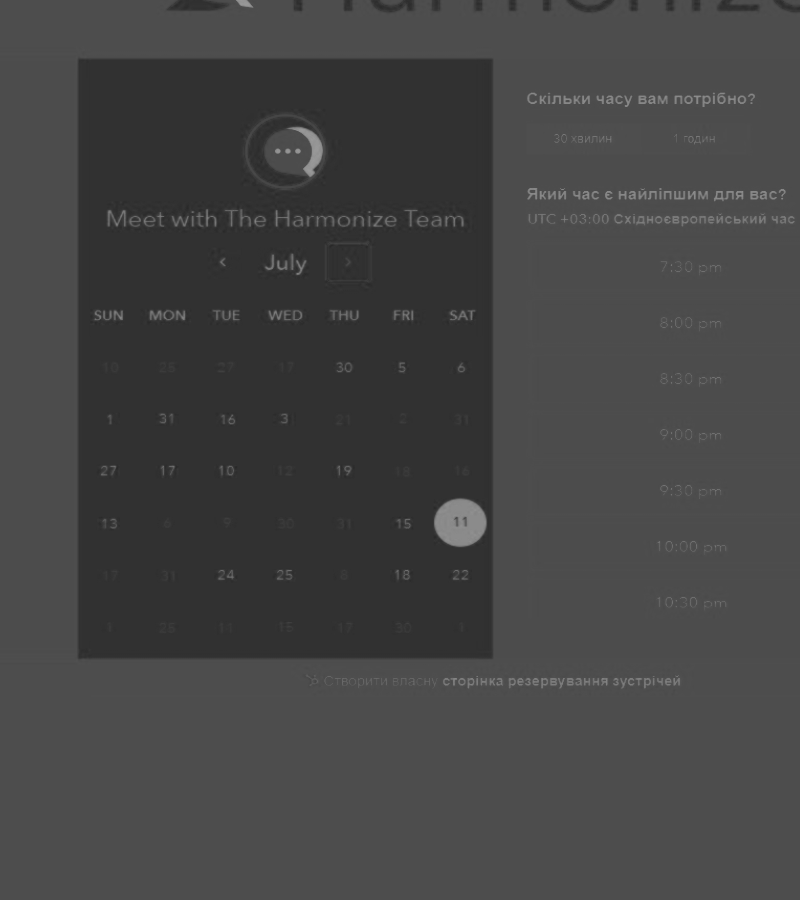 Harmonize
Meet with The Harmonize Team
July
SUN MON TUE WED THU FRI SAT
10 28 27 17 30 5 6
1 31 16 3 21 2 31
27 17 10 12 19 18 16
13 6 9 30 31 15 11
17 31 24 25 8 18 22
1 25 11 15 17 30 1
Скільки часу вам потрібно?
30 хвилин 1 годин
Який час є найліпшим для вас?
UTC +03:00 Східноєвропейський час
7:30 pm
8:00 pm
8:30 pm
9:00 pm
9:30 pm
10:00 pm
10:30 pm
Створити власну сторінка резервування зустрічей